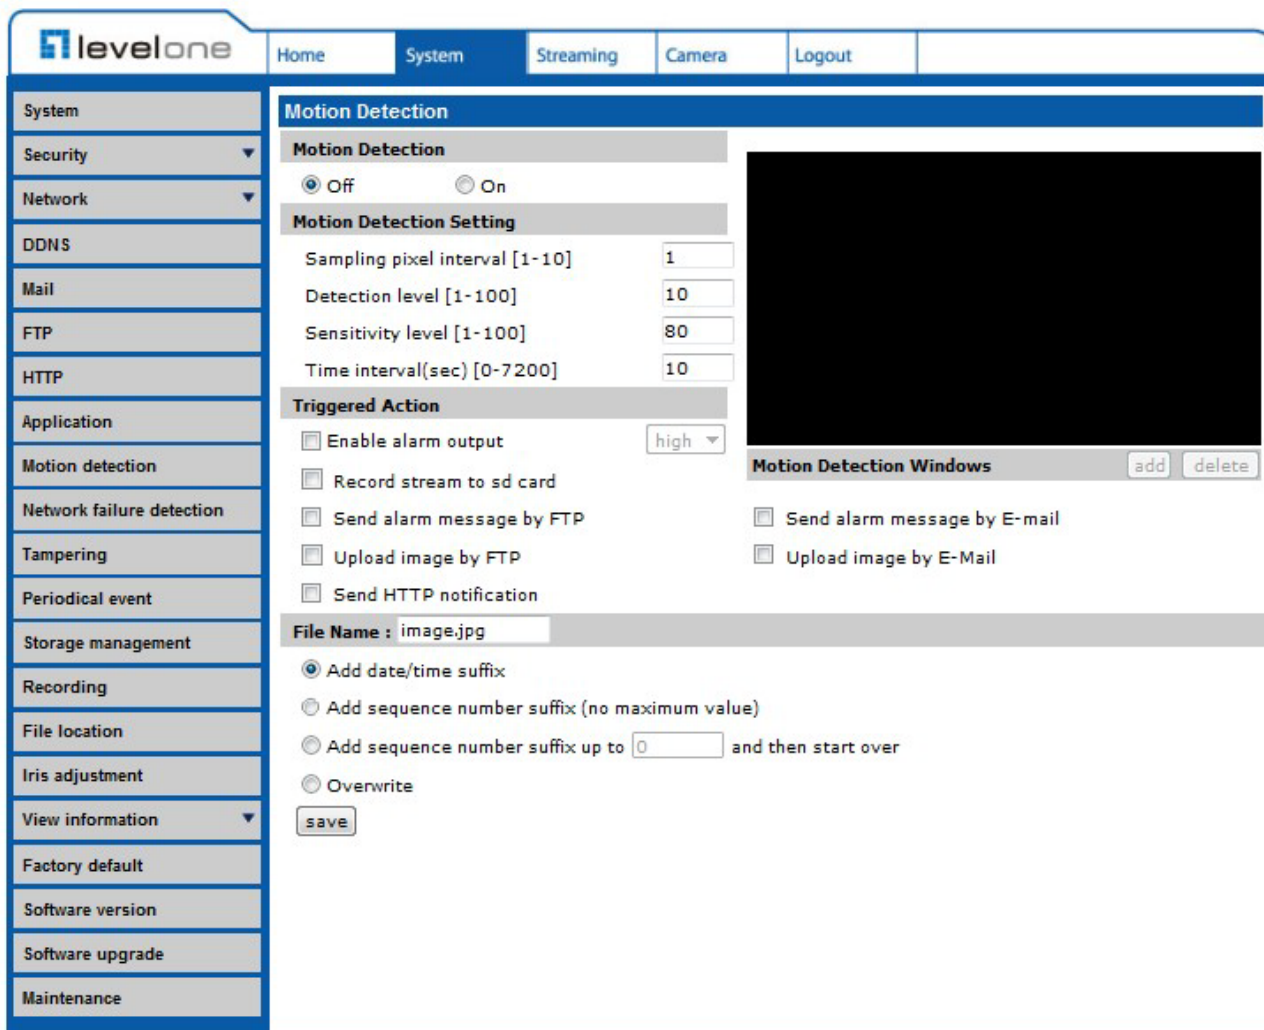 levelone
Home System Streaming Camera Logout
System
Security
Network
DDNS
Mail
FTP
HTTP
Application
Motion detection
Network failure detection
Tampering
Periodical event
Storage management
Recording
File location
Iris adjustment
View information
Factory default
Software version
Software upgrade
Maintenance
Motion Detection
Motion Detection
Off On
Motion Detection Setting
Sampling pixel interval [1-10] 1
Detection level [1-100] 10
Sensitivity level [1-100] 80
Time interval(sec) [0-7200] 10
Triggered Action
Enable alarm output high
Motion Detection Windows add delete
Record stream to sd card
Send alarm message by FTP Send alarm message by E-mail
Upload image by FTP Upload image by E-Mail
Send HTTP notification
File Name : image.jpg
Add date/time suffix
Add sequence number suffix (no maximum value)
Add sequence number suffix up to 0 and then start over
Overwrite
save